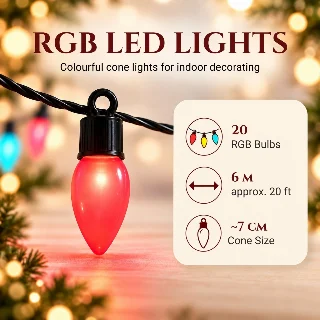 RGB LED LIGHTS
Colourful cone lights for indoor decorating
20
RGB Bulbs
6 M
approx. 20 ft
~7 CM
Cone Size